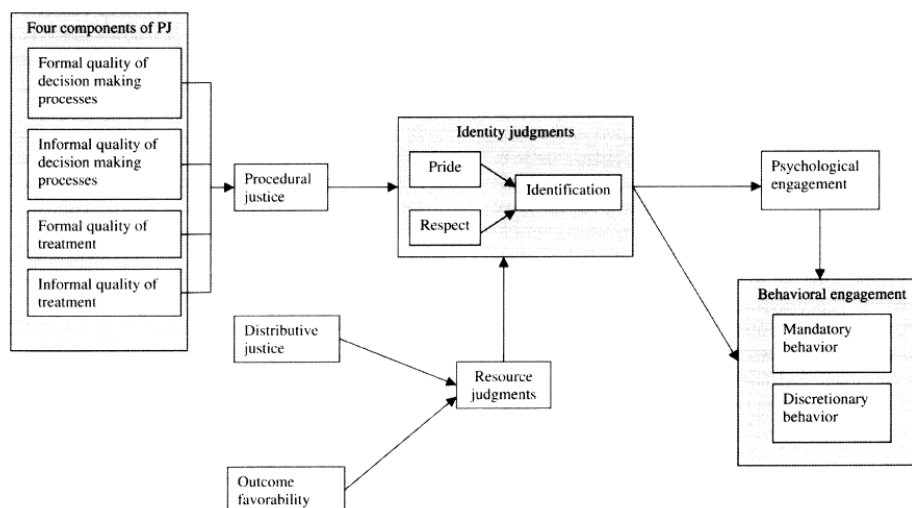 Four components of PJ
Formal quality of
decision making
processes
Informal quality of
decision making
processes
Formal quality of
treatment
Informal quality of
treatment
Procedural
justice
Identity judgments
Pride
Respect
Identification
Psychological
engagement
Behavioral engagement
Mandatory
behavior
Discretionary
behavior
Distributive
justice
Resource
judgments
Outcome
favorability